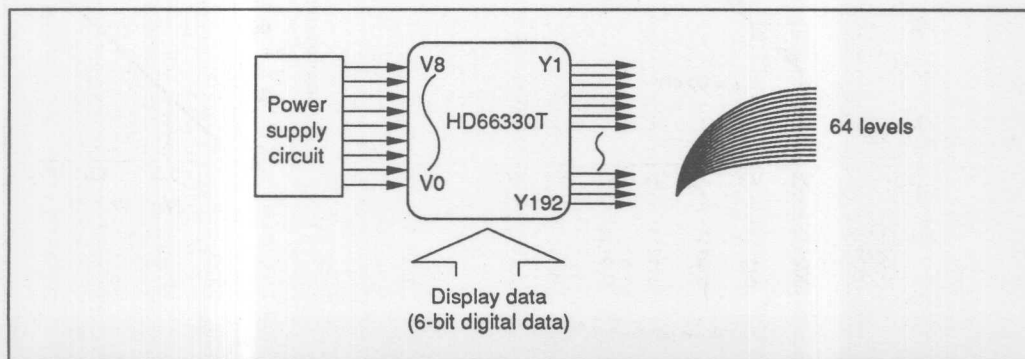 Power
supply
circuit
V8
V0
HD66330T
Y1
Y192
64 levels
Display data
(6-bit digital data)